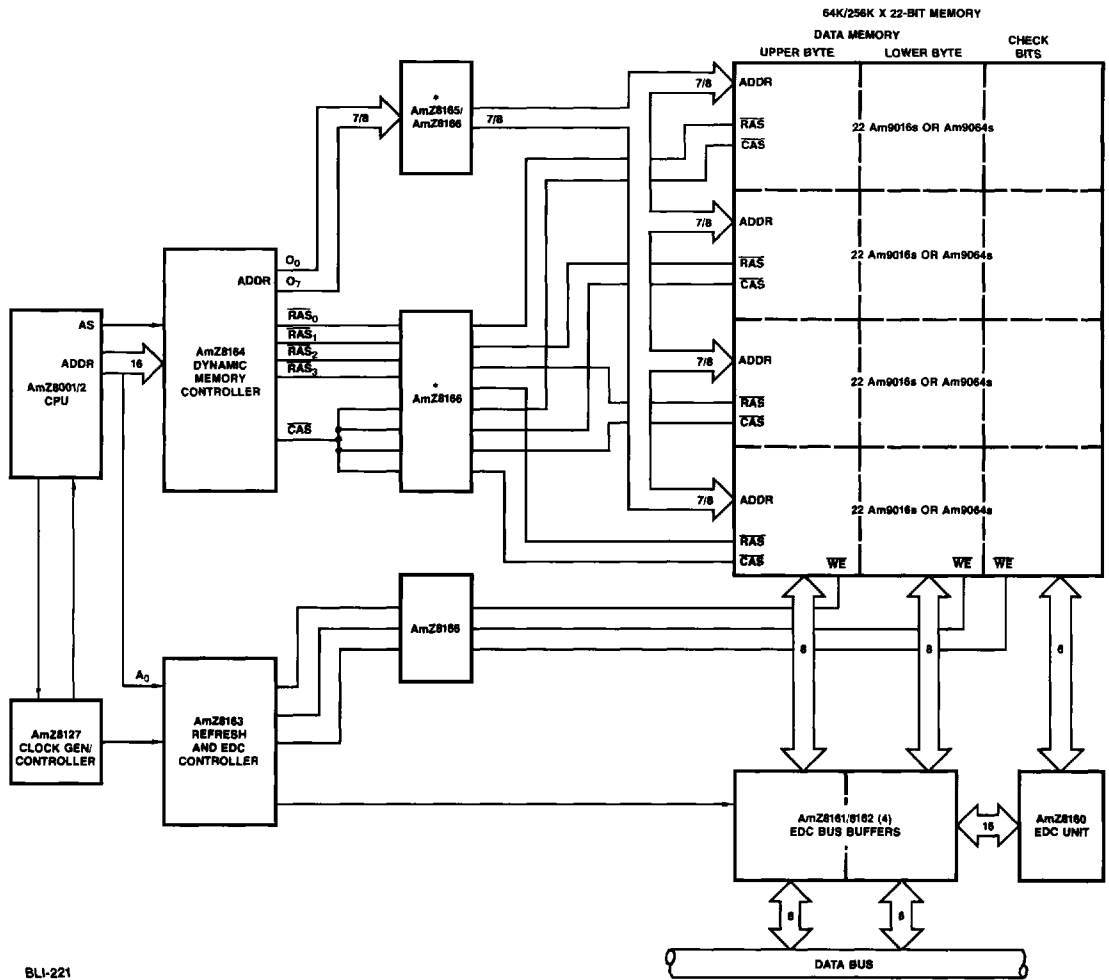 64K/256K X 22-BIT MEMORY
DATA MEMORY
UPPER BYTE
LOWER BYTE
CHECK
BITS
*
AmZ8165/
AmZ8166
7/8
7/8
7/8
ADDR
RAS
CAS
22 Am9016s OR Am9064s
7/8
ADDR
RAS
CAS
22 Am9016s OR Am9064s
7/8
ADDR
RAS
CAS
22 Am9016s OR Am9064s
7/8
ADDR
RAS
CAS
22 Am9016s OR Am9064s
WE
WE
WE
O0
ADDR
O7
RAS0
RAS1
RAS2
RAS3
CAS
AmZ8164
DYNAMIC
MEMORY
CONTROLLER
*
AmZ8166
AS
ADDR
16
AmZ8001/2
CPU
AmZ8166
A0
AmZ8127
CLOCK GEN/
CONTROLLER
AmZ8163
REFRESH
AND EDC
CONTROLLER
8
8
6
AmZ8161/8162 (4)
EDC BUS BUFFERS
16
AmZ8160
EDC UNIT
8
8
DATA BUS
BLI-221